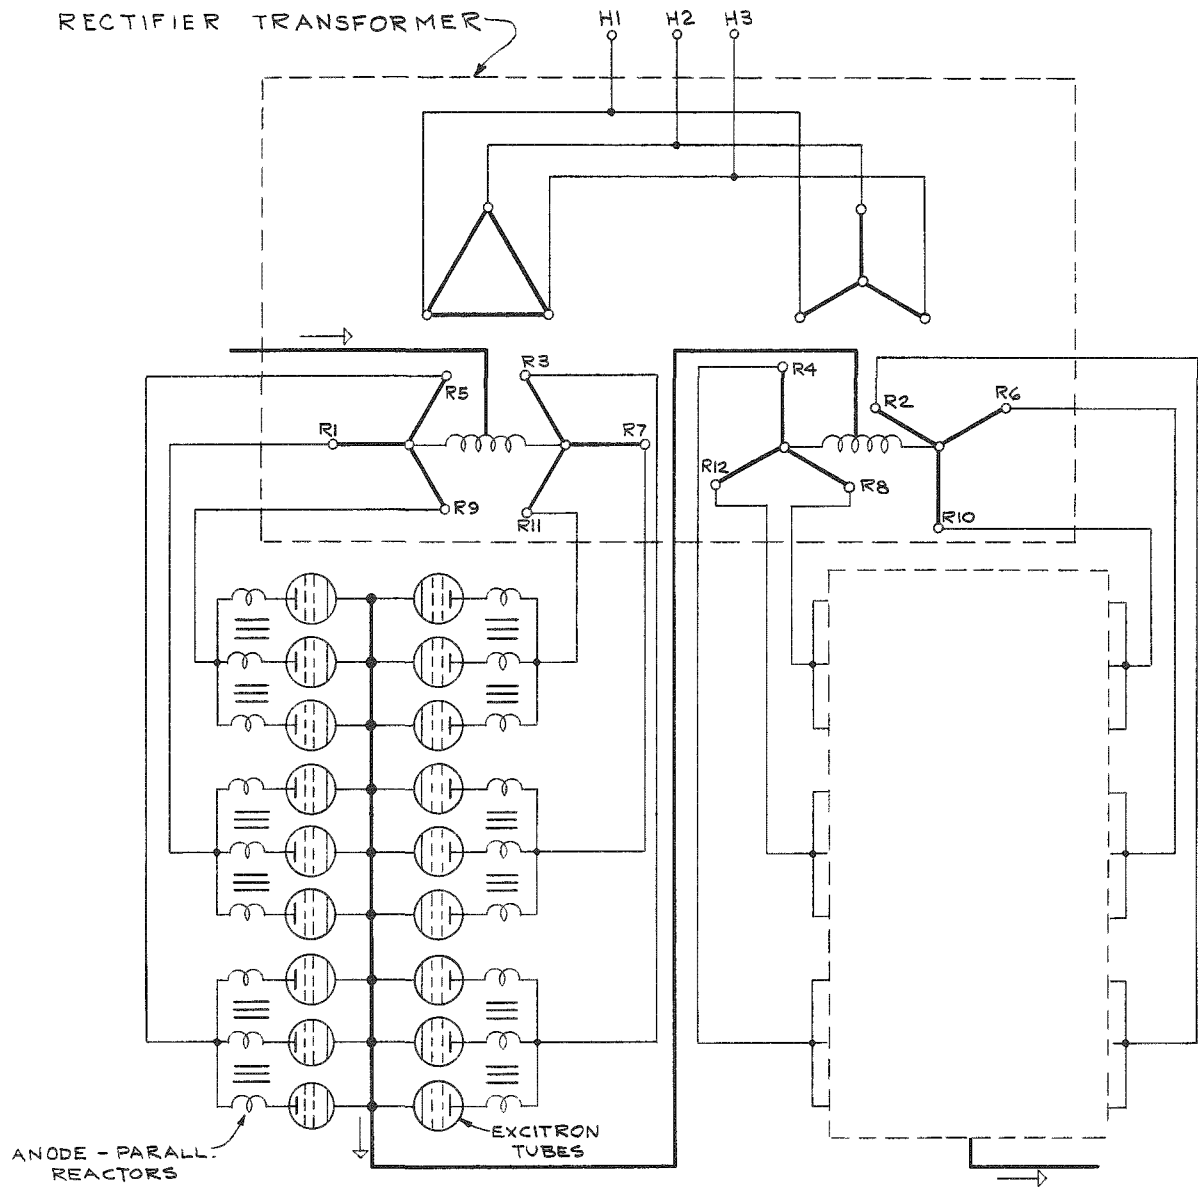 RECTIFIER TRANSFORMER
H1 H2 H3
R3
R5
R4
R2
R6
R1
R7
R12
R8
R9
R11
R10
EXCITRON
TUBES
ANODE - PARALL.
REACTORS